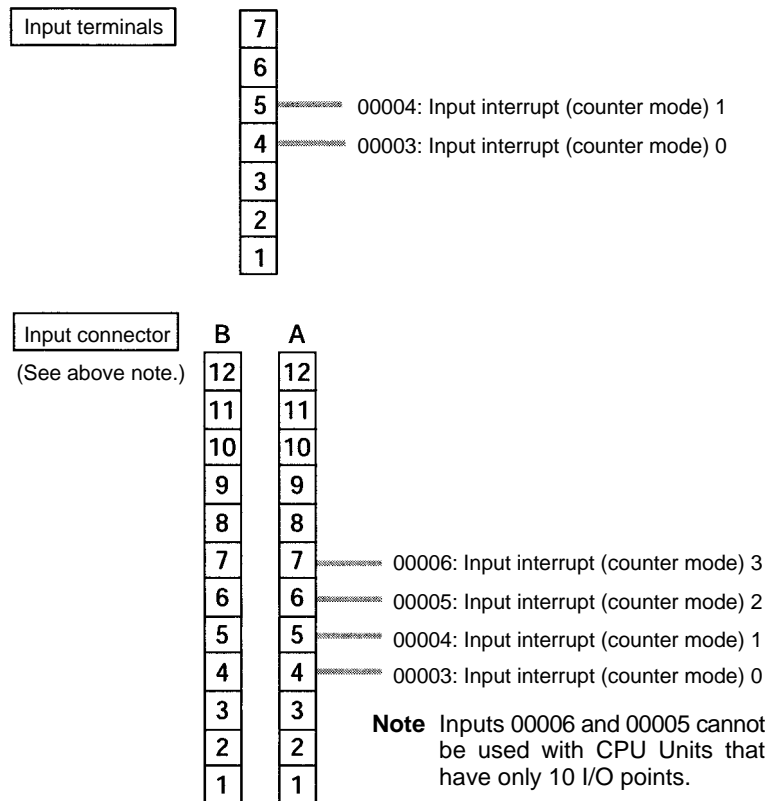 Input terminals
7
6
5 00004: Input interrupt (counter mode) 1
4 00003: Input interrupt (counter mode) 0
3
2
1
Input connector B A
(See above note.) 12 12
11 11
10 10
9 9
8 8
7 7 00006: Input interrupt (counter mode) 3
6 6 00005: Input interrupt (counter mode) 2
5 5 00004: Input interrupt (counter mode) 1
4 4 00003: Input interrupt (counter mode) 0
3 3
2 2
1 1
Note Inputs 00006 and 00005 cannot
be used with CPU Units that
have only 10 I/O points.